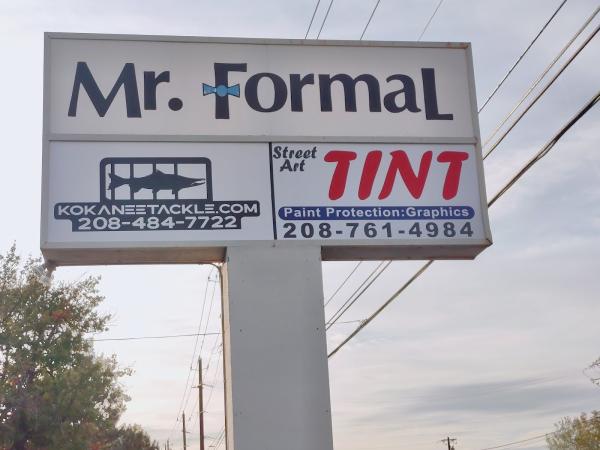 Mr. FormaL
KOKANEETACKLE.COM
208-484-7722
Street
Art
TINT
Paint Protection:Graphics
208-761-4984